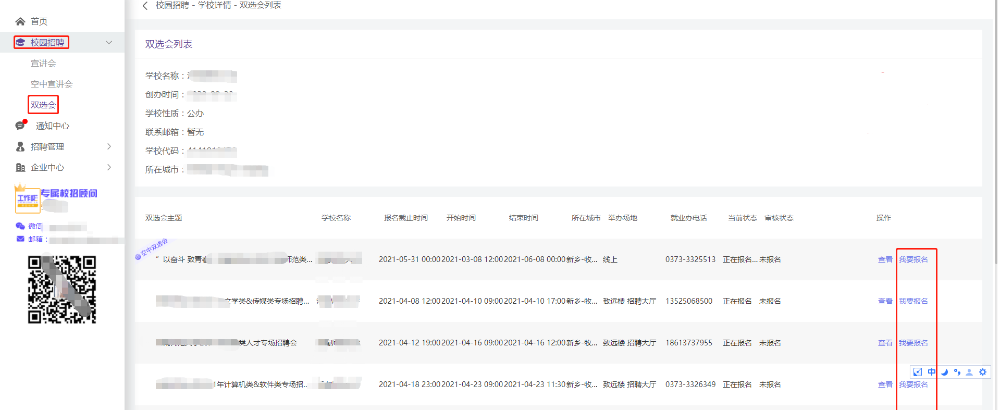 校园招聘 - 学校详情 - 双选会列表
首页
校园招聘
宣讲会
空中宣讲会
双选会
通知中心
招聘管理
企业中心
工作啦
专属校招顾问
微信
邮箱：
双选会列表
学校名称：
创办时间：
学校性质：公办
联系邮箱：暂无
学校代码：
所在城市：
双选会主题 学校名称 报名截止时间 开始时间 结束时间 所在城市 举办场地 就业办电话 当前状态 审核状态 操作
空中双选会
“ 以奋斗 致青春 师范类... 2021-05-31 00:00 2021-03-08 12:00 2021-06-08 00:00 新乡-牧... 线上 0373-3325513 正在报名... 未报名 查看 我要报名
文学类&传媒类专场招聘... 2021-04-08 12:00 2021-04-10 09:00 2021-04-10 17:00 新乡-牧... 致远楼 招聘大厅 13525068500 正在报名 未报名 查看 我要报名
类人才专场招聘会 南师 2021-04-12 19:00 2021-04-16 09:00 2021-04-16 12:00 新乡-牧... 致远楼 招聘大厅 18613737955 正在报名 未报名 查看 我要报名
中
1年计算机类&软件类专场招... 2021-04-18 23:00 2021-04-23 09:00 2021-04-23 11:30 新乡-牧... 致远楼 招聘大厅 0373-3326349 正在报名 未报名 查看 我要报名